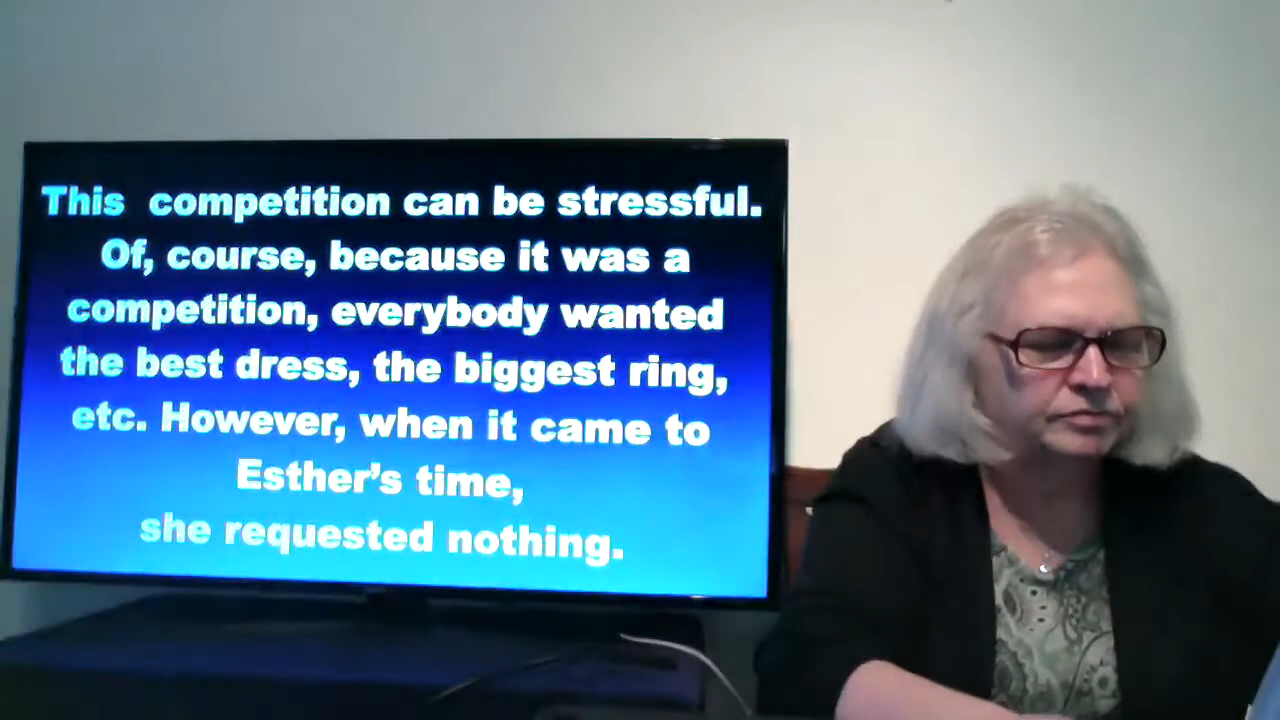 This competition can be stressful.
Of, course, because it was a
competition, everybody wanted
the best dress, the biggest ring,
etc. However, when it came to
Esther’s time,
she requested nothing.